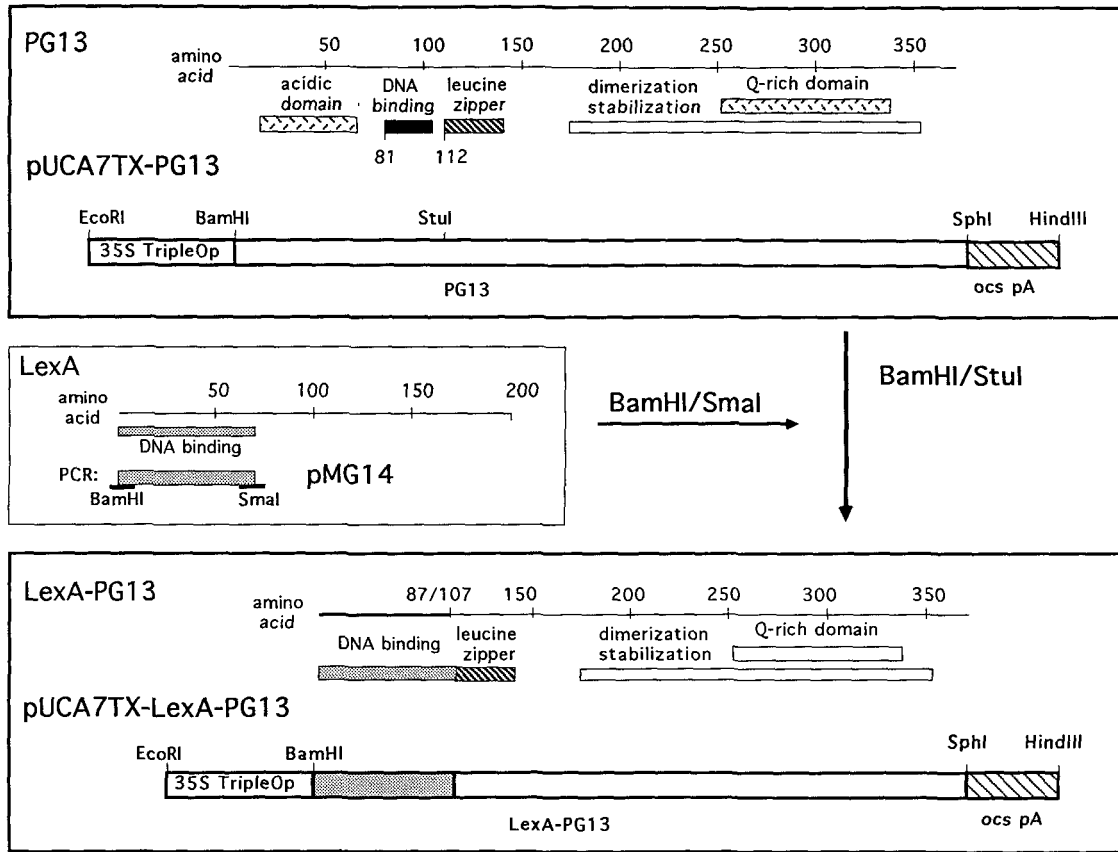 PG13
amino acid 50 100 150 200 250 300 350
acidic domain
DNA binding
leucine zipper
dimerization stabilization
Q-rich domain
81 112
pUCA7TX-PG13
EcoRI BamHI StuI SphI HindIII
35S TripleOp
PG13 ocs pA
LexA
amino acid 50 100 150 200
DNA binding
PCR:
pMG14
BamHI SmaI
BamHI/SmaI
BamHI/StuI
LexA-PG13
amino acid 87/107 150 200 250 300 350
DNA binding
leucine zipper
dimerization stabilization
Q-rich domain
pUCA7TX-LexA-PG13
EcoRI BamHI SphI HindIII
35S TripleOp
LexA-PG13 ocs pA